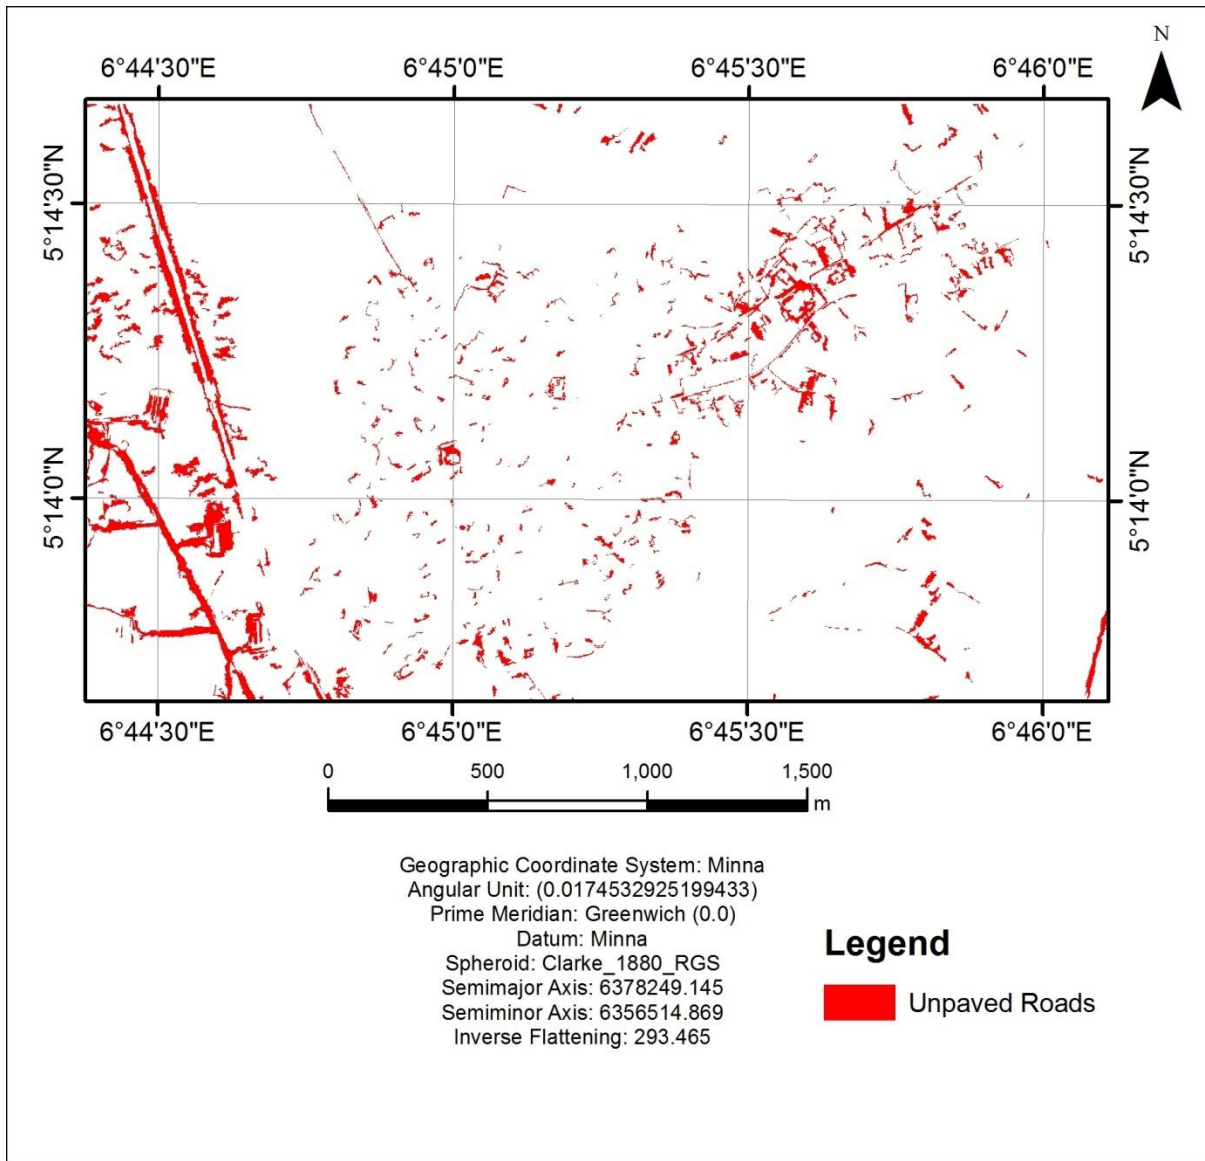 N
6°44'30"E 6°45'0"E 6°45'30"E 6°46'0"E
5°14'30"N 5°14'30"N
5°14'0"N 5°14'0"N
6°44'30"E 6°45'0"E 6°45'30"E 6°46'0"E
0 500 1,000 1,500
m
Geographic Coordinate System: Minna
Angular Unit: (0.0174532925199433)
Prime Meridian: Greenwich (0.0)
Datum: Minna
Spheroid: Clarke_1880_RGS
Semimajor Axis: 6378249.145
Semiminor Axis: 6356514.869
Inverse Flattening: 293.465
Legend
Unpaved Roads